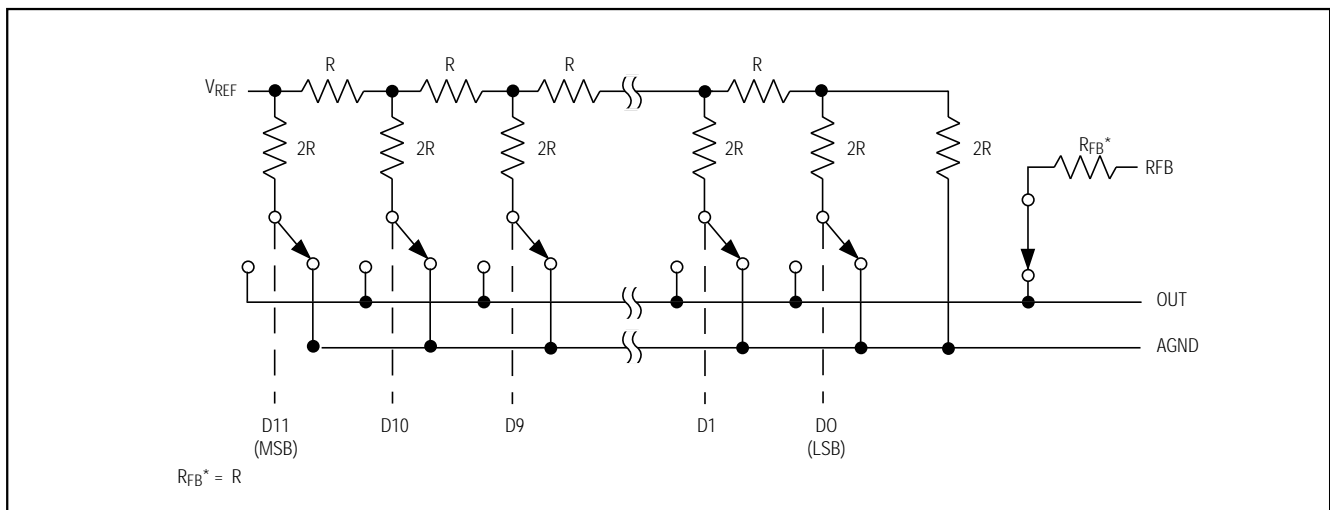 R R R R
VREF
2R 2R 2R 2R 2R 2R
RFB*
RFB
OUT
AGND
D11 D10 D9 D1 D0
(MSB) (LSB)
RFB* = R